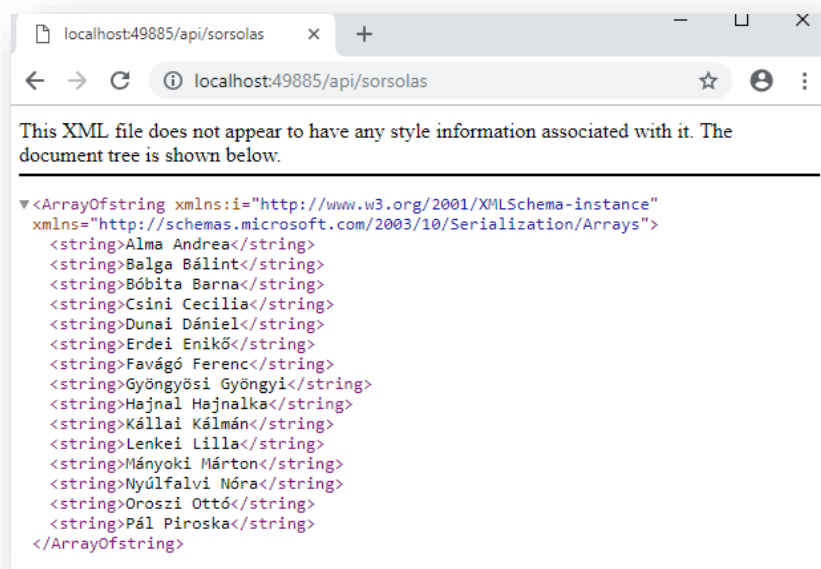 localhost:49885/api/sorsolas
localhost:49885/api/sorsolas
This XML file does not appear to have any style information associated with it. The
document tree is shown below.
<ArrayOfstring xmlns:i="http://www.w3.org/2001/XMLSchema-instance"
xmlns="http://schemas.microsoft.com/2003/10/Serialization/Arrays">
<string>Alma Andrea</string>
<string>Balga Bálint</string>
<string>Bóbita Barna</string>
<string>Csini Cecilia</string>
<string>Dunai Dániel</string>
<string>Erdei Enikő</string>
<string>Favágó Ferenc</string>
<string>Gyöngyösi Gyöngyi</string>
<string>Hajnal Hajnalka</string>
<string>Kállai Kálmán</string>
<string>Lenkei Lilla</string>
<string>Mányoki Márton</string>
<string>Nyúlfalvi Nóra</string>
<string>Oroszi Ottó</string>
<string>Pál Piroska</string>
</ArrayOfstring>